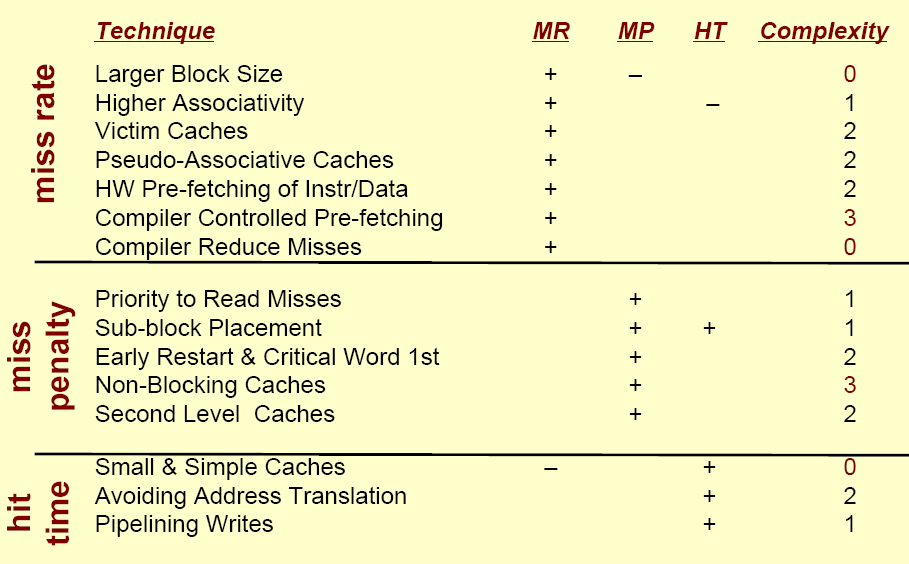 Technique MR MP HT Complexity
miss rate
Larger Block Size + – 0
Higher Associativity + – 1
Victim Caches + 2
Pseudo-Associative Caches + 2
HW Pre-fetching of Instr/Data + 2
Compiler Controlled Pre-fetching + 3
Compiler Reduce Misses + 0
miss
penalty
Priority to Read Misses + 1
Sub-block Placement + + 1
Early Restart & Critical Word 1st + 2
Non-Blocking Caches + 3
Second Level Caches + 2
hit
time
Small & Simple Caches – + 0
Avoiding Address Translation + 2
Pipelining Writes + 1